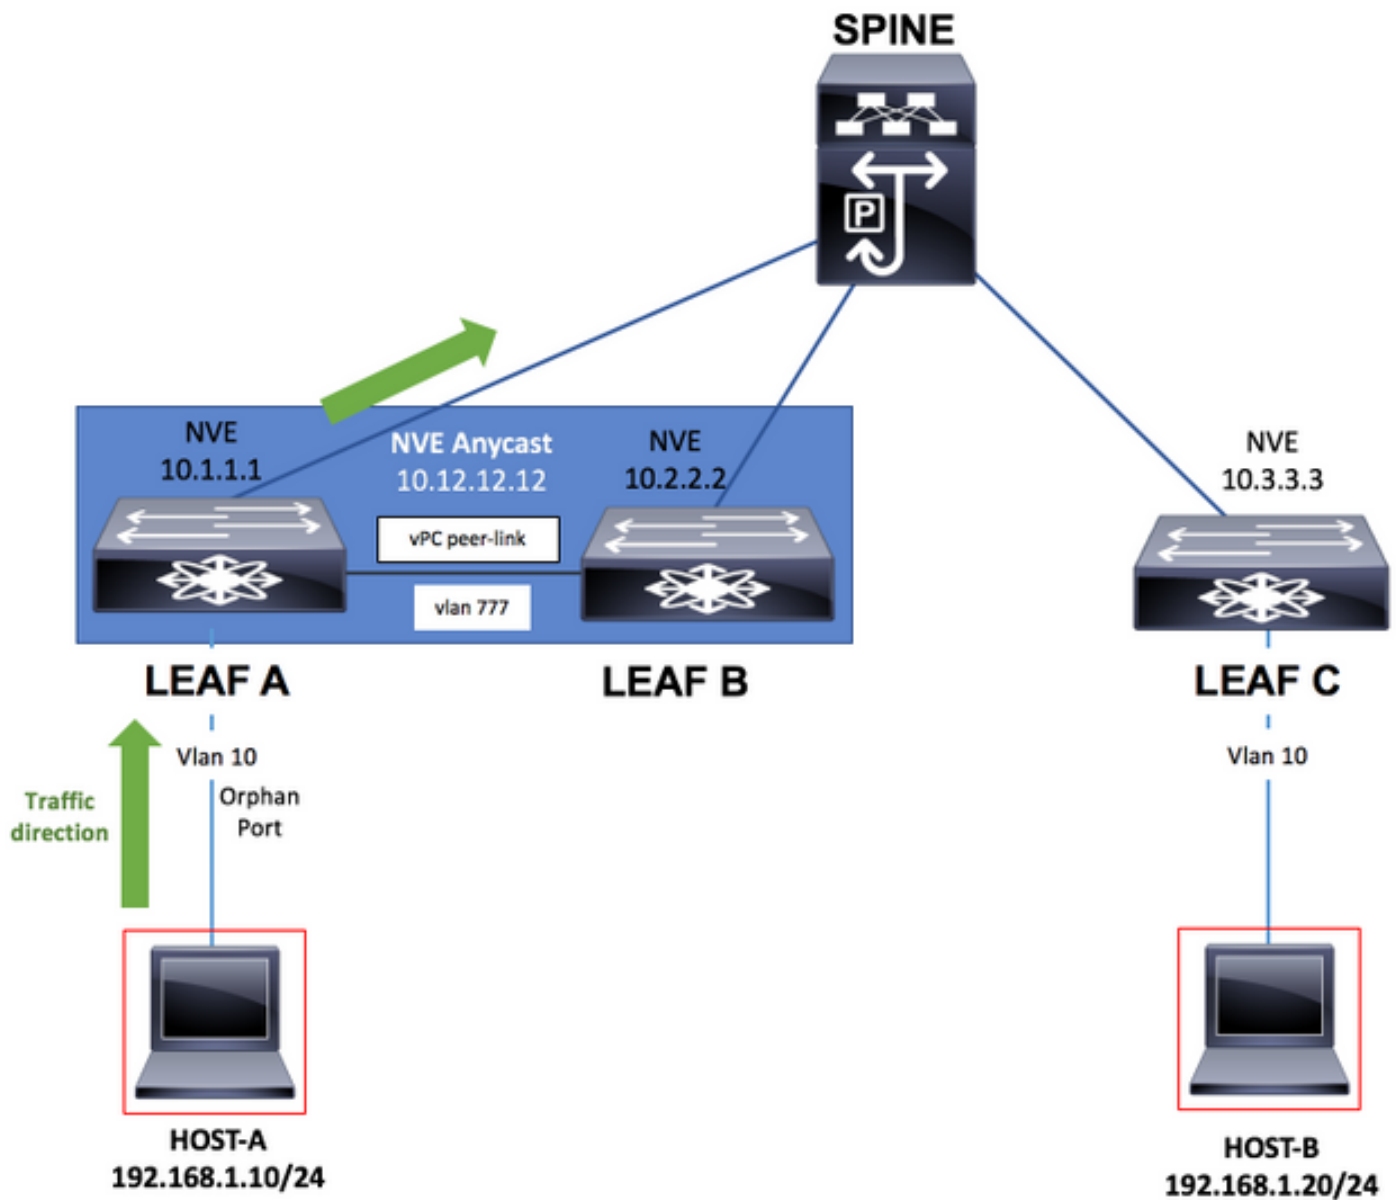 SPINE
P
NVE
10.1.1.1
NVE Anycast
10.12.12.12
NVE
10.2.2.2
NVE
10.3.3.3
vPC peer-link
vlan 777
LEAF A
LEAF B
LEAF C
Vlan 10
Vlan 10
Orphan
Port
Traffic
direction
HOST-A
192.168.1.10/24
HOST-B
192.168.1.20/24